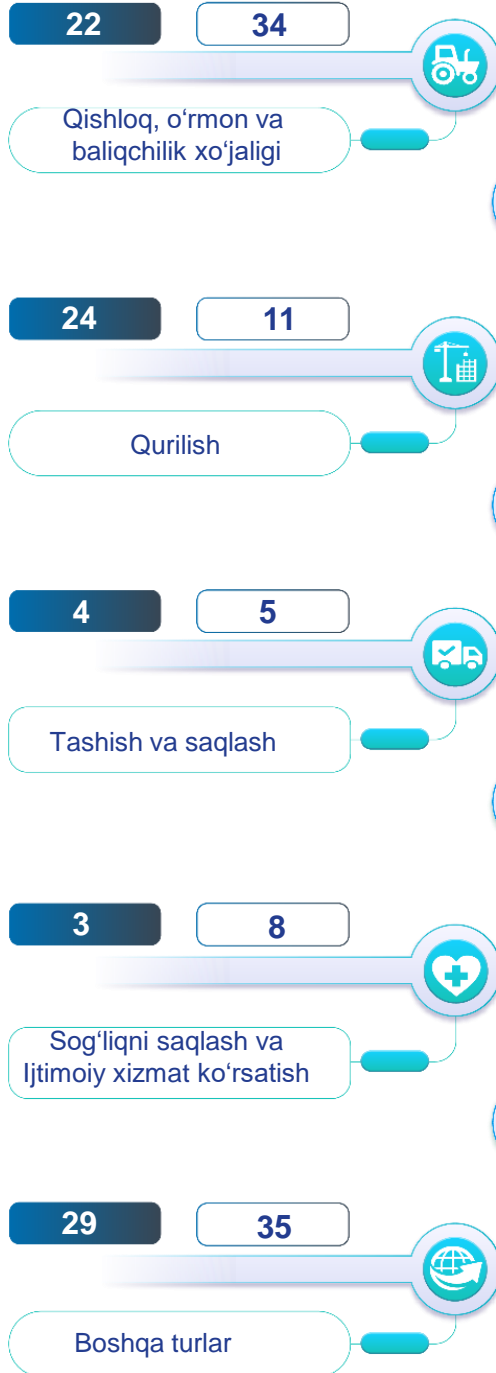 22 34
Qishloq, o‘rmon va
baliqchilik xo‘jaligi
24 11
Qurilish
4 5
Tashish va saqlash
3 8
Sog‘liqni saqlash va
Ijtimoiy xizmat ko‘rsatish
29 35
Boshqa turlar